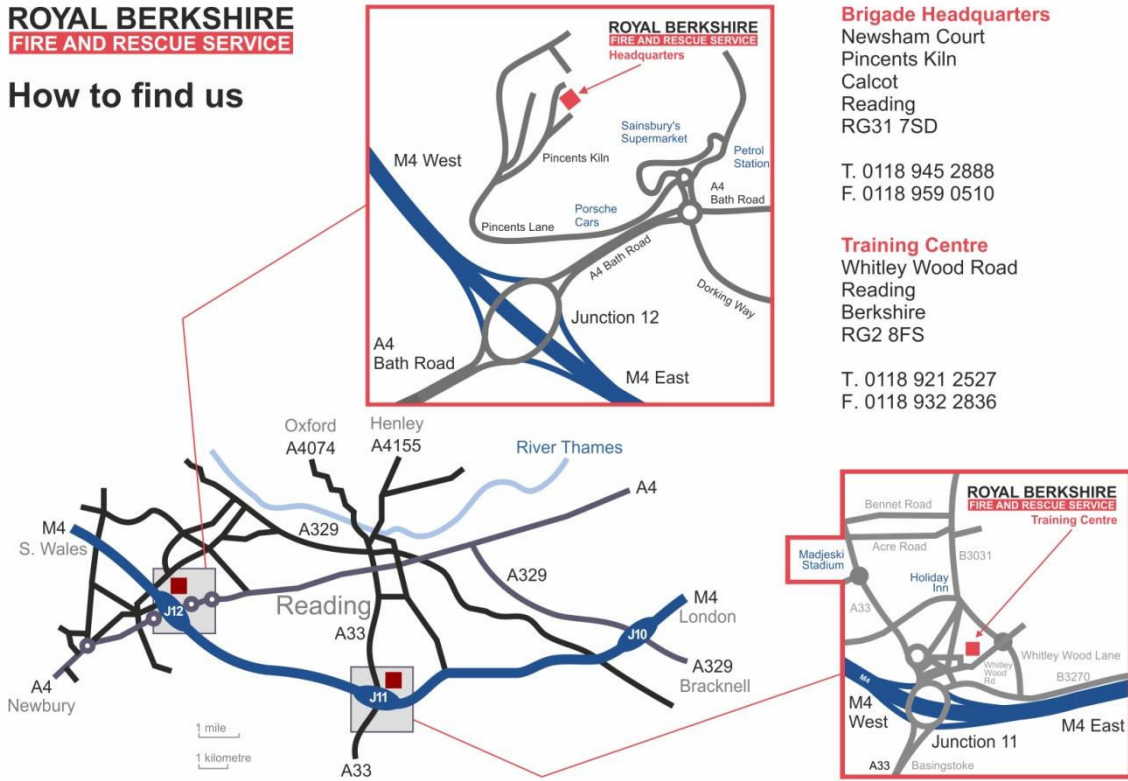 ROYAL BERKSHIRE
FIRE AND RESCUE SERVICE
How to find us
ROYAL BERKSHIRE
FIRE AND RESCUE SERVICE
Headquarters
Sainsbury's
Supermarket
Petrol
Station
M4 West
Pincents Kiln
A4
Bath Road
Porsche
Cars
Pincents Lane
A4 Bath Road
Dorking Way
Junction 12
A4
Bath Road
M4 East
Brigade Headquarters
Newsham Court
Pincents Kiln
Calcot
Reading
RG31 7SD
T. 0118 945 2888
F. 0118 959 0510
Training Centre
Whitley Wood Road
Reading
Berkshire
RG2 8FS
T. 0118 921 2527
F. 0118 932 2836
Oxford
A4074
Henley
A4155
River Thames
A4
M4
S. Wales
A329
A329
J12
Reading
A33
M4
London
J10
A329
Bracknell
J11
A4
Newbury
1 mile
1 kilometre
A33
ROYAL BERKSHIRE
FIRE AND RESCUE SERVICE
Training Centre
Bennet Road
Acre Road
B3031
Madjeski
Stadium
Holiday
Inn
A33
Whitley Wood Lane
Whitley
Wood
Rd
B3270
M4
M4
West
M4 East
Junction 11
A33
Basingstoke